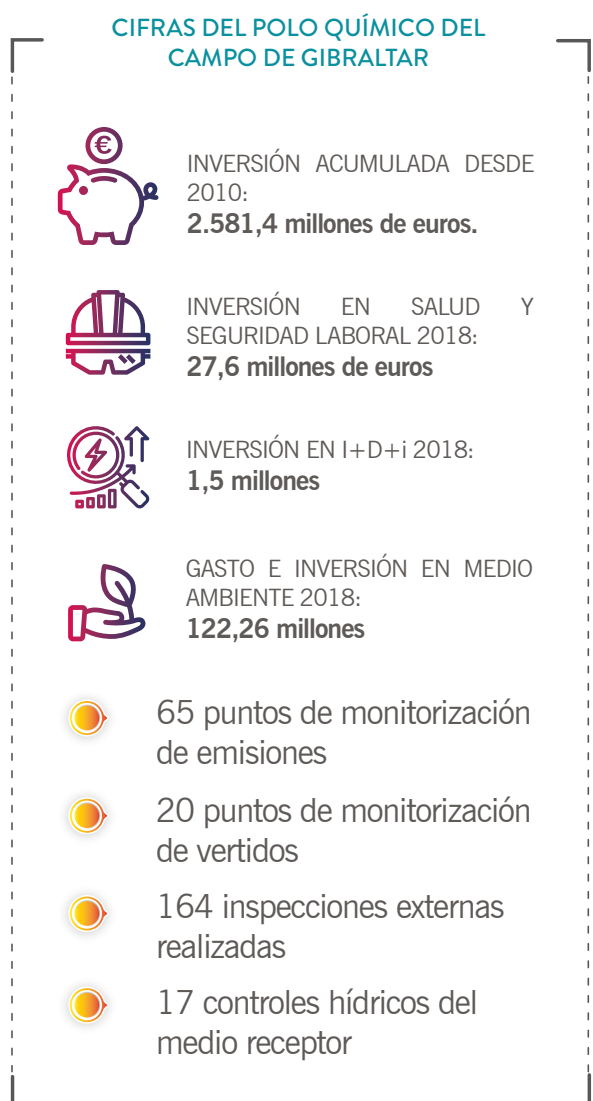 CIFRAS DEL POLO QUÍMICO DEL
CAMPO DE GIBRALTAR
€
INVERSIÓN ACUMULADA DESDE
2010:
2.581,4 millones de euros.
INVERSIÓN EN SALUD Y
SEGURIDAD LABORAL 2018:
27,6 millones de euros
INVERSIÓN EN I+D+i 2018:
1,5 millones
GASTO E INVERSIÓN EN MEDIO
AMBIENTE 2018:
122,26 millones
65 puntos de monitorización
de emisiones
20 puntos de monitorización
de vertidos
164 inspecciones externas
realizadas
17 controles hídricos del
medio receptor